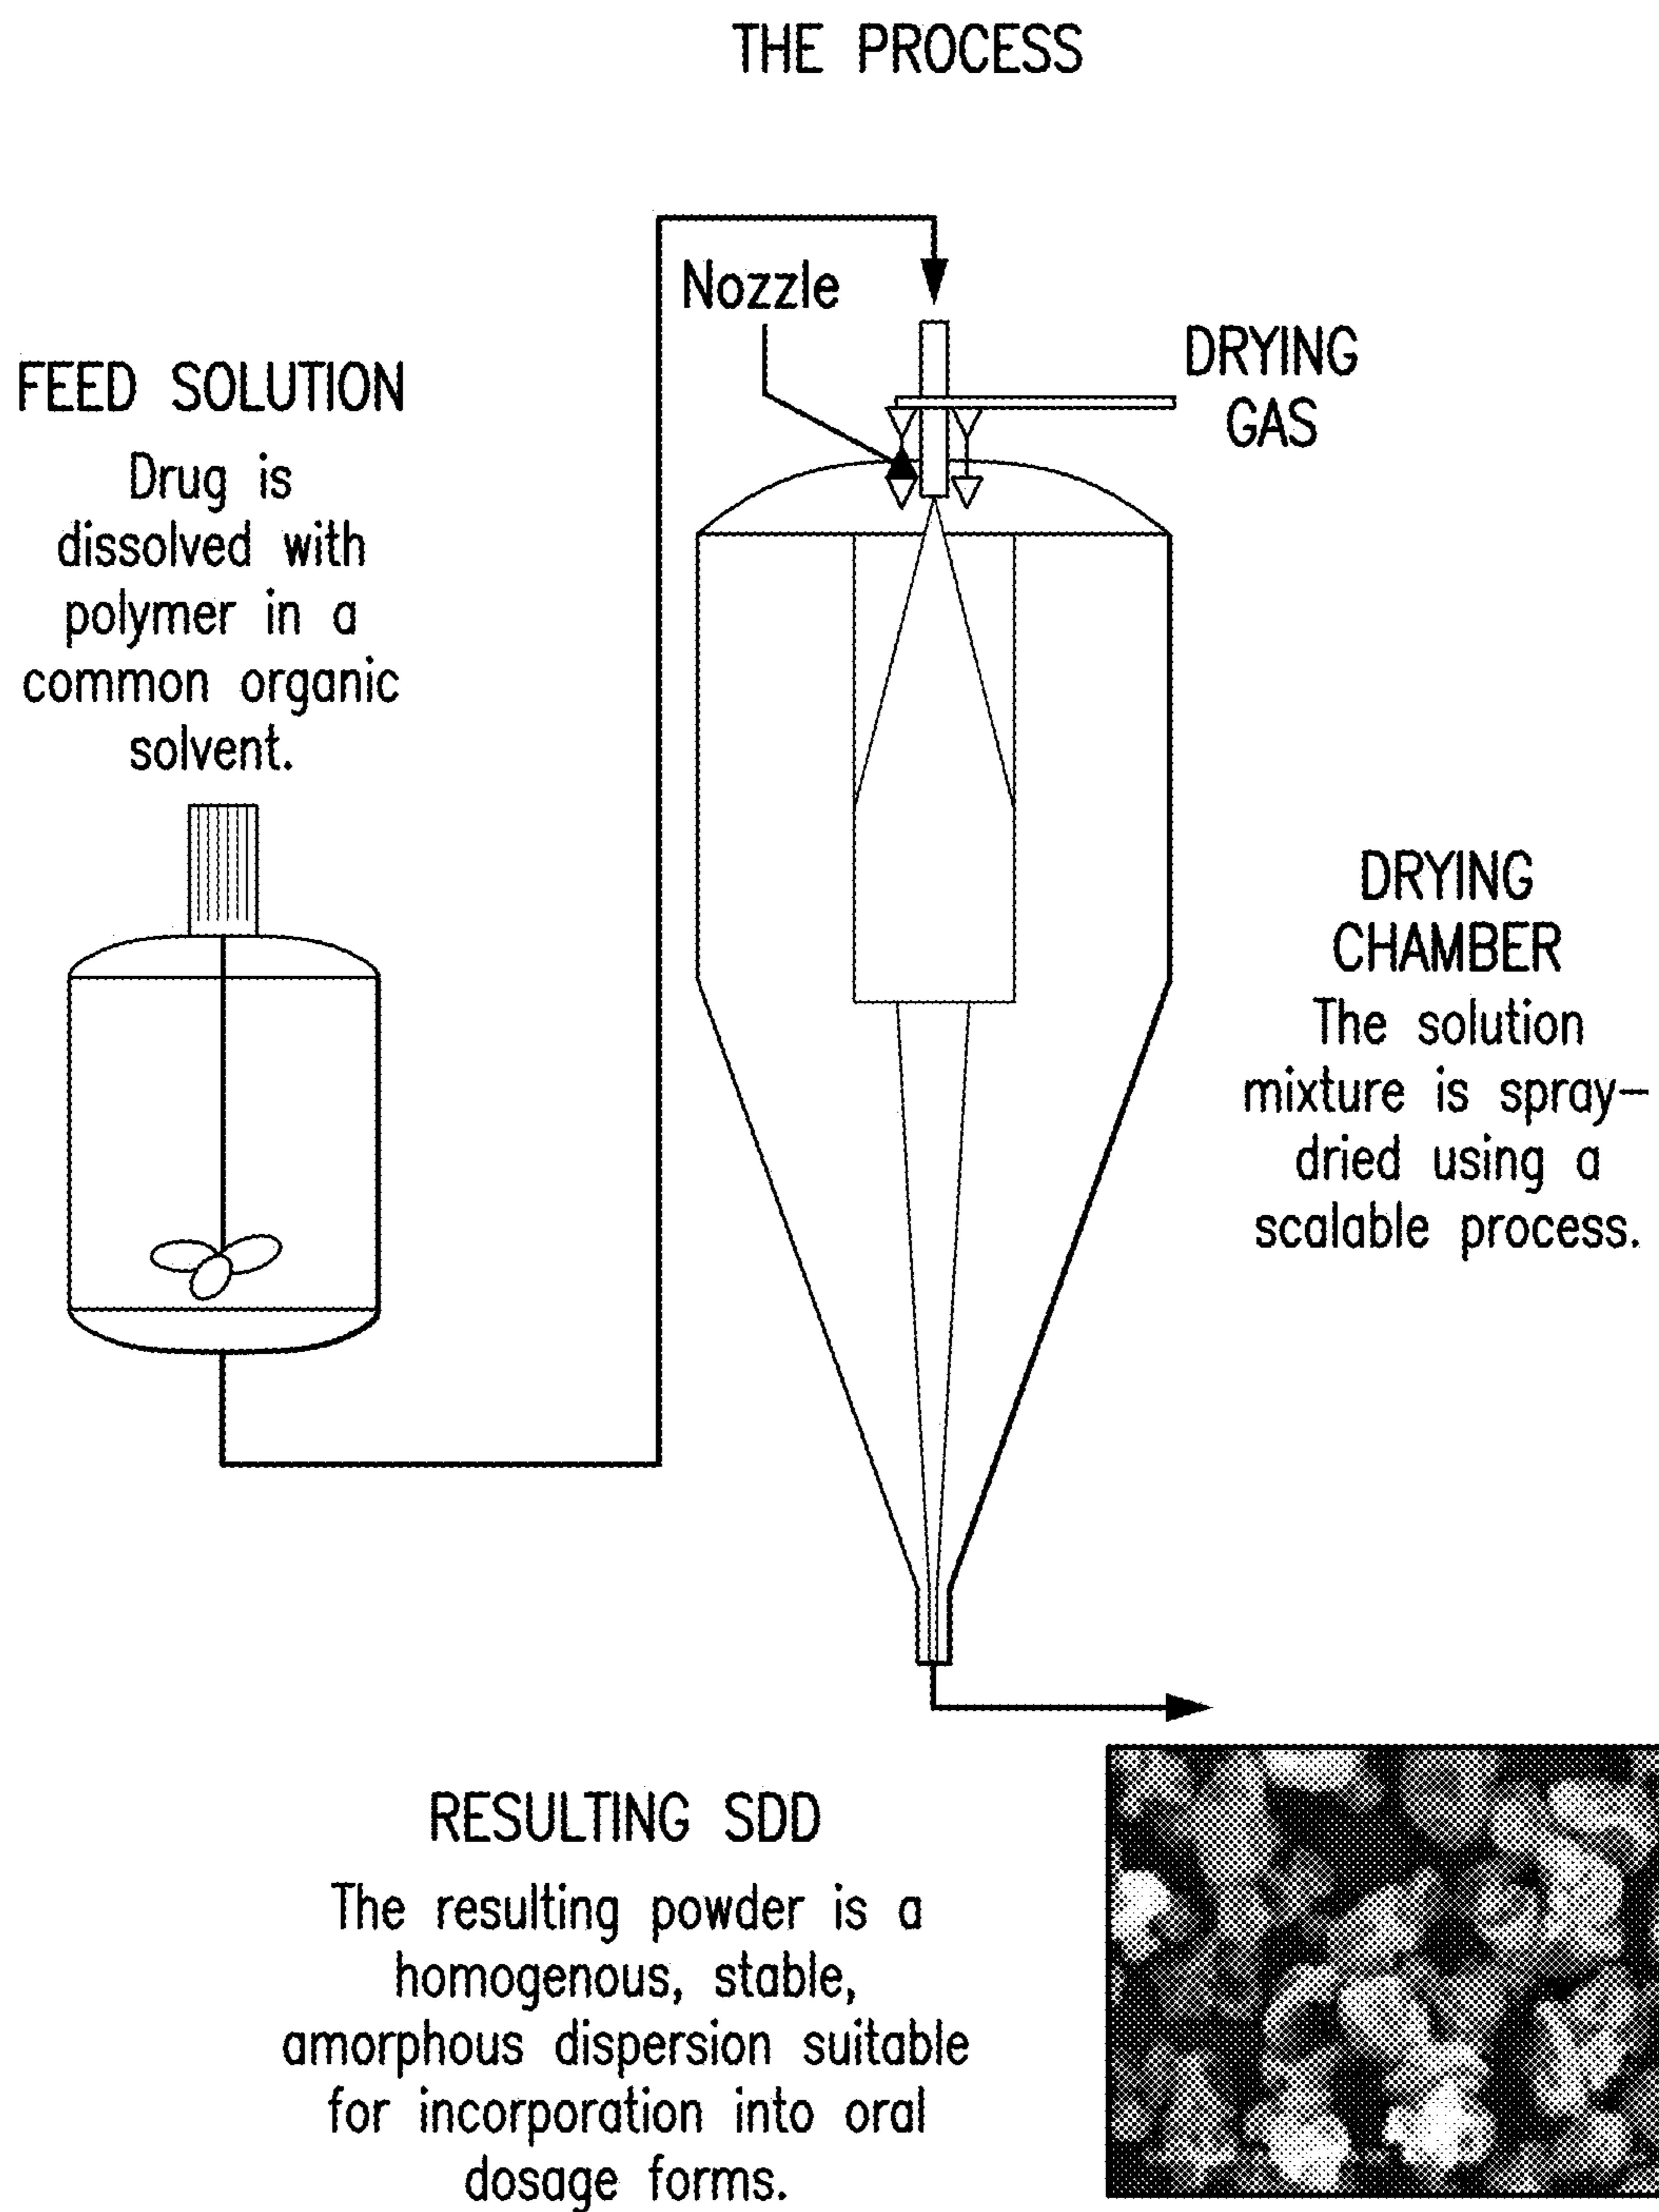 THE PROCESS
Nozzle
DRYING
GAS
FEED SOLUTION
Drug is
dissolved with
polymer in a
common organic
solvent.
DRYING
CHAMBER
The solution
mixture is spray–
dried using a
scalable process.
RESULTING SDD
The resulting powder is a
homogenous, stable,
amorphous dispersion suitable
for incorporation into oral
dosage forms.